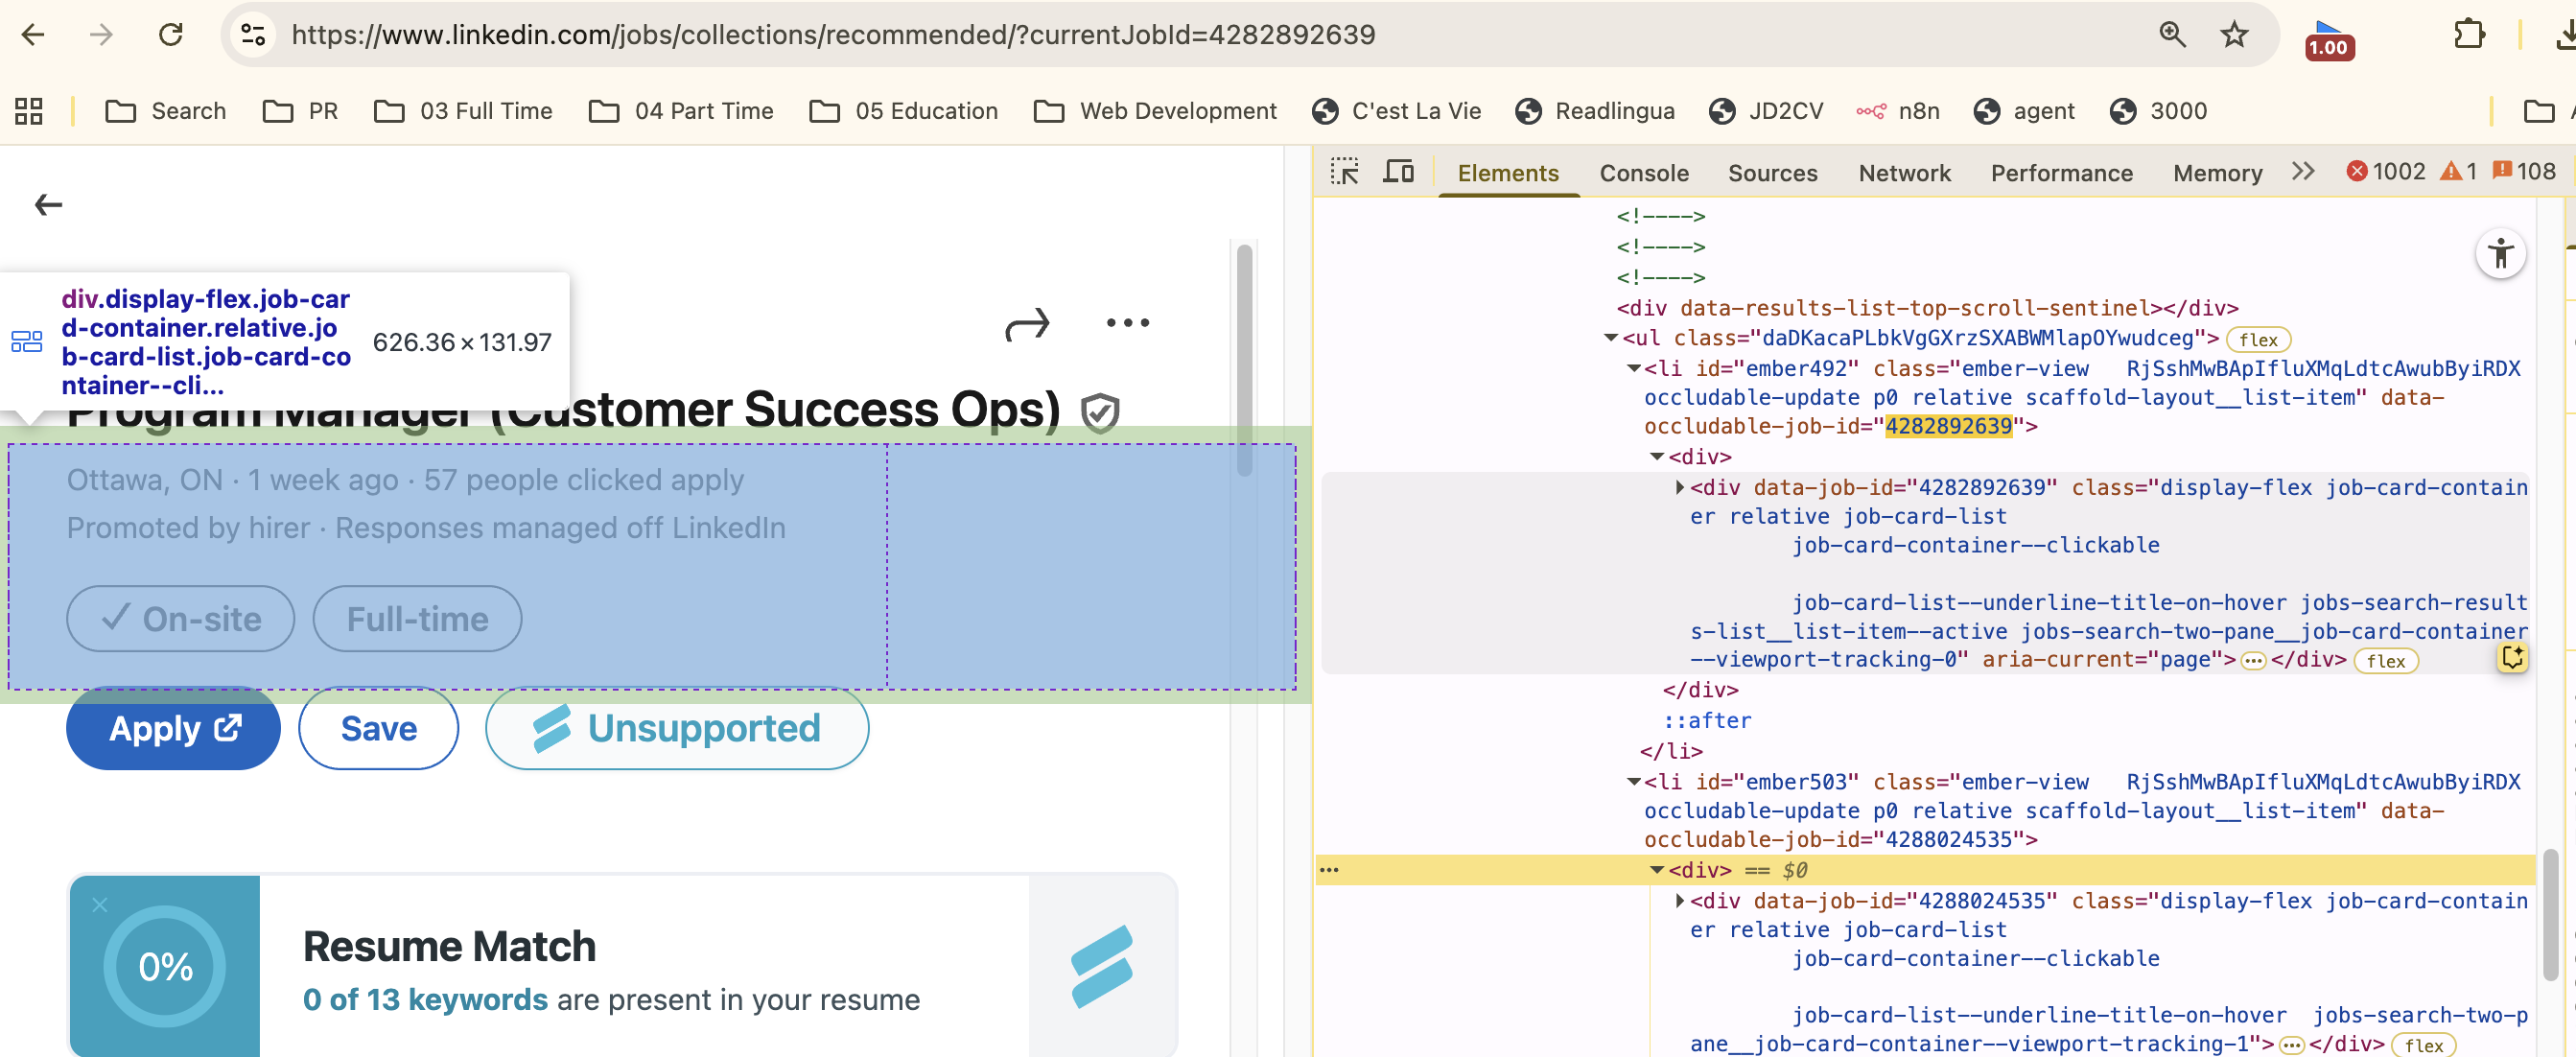 https://www.linkedin.com/jobs/collections/recommended/?currentJobId=4282892639
1.00
Search
PR
03 Full Time
04 Part Time
05 Education
Web Development
C'est La Vie
Readlingua
JD2CV
n8n
agent
3000
div.display-flex.job-car
d-container.relative.jo
b-card-list.job-card-co
ntainer--cli...
626.36 × 131.97
Program Manager (Customer Success Ops)
Ottawa, ON · 1 week ago · 57 people clicked apply
Promoted by hirer · Responses managed off LinkedIn
On-site
Full-time
Apply
Save
Unsupported
0%
Resume Match
0 of 13 keywords are present in your resume
Elements
Console
Sources
Network
Performance
Memory
1002
1
108
<!---->
<!---->
<!---->
<div data-results-list-top-scroll-sentinel></div>
<ul class="daDKacaPLbkVgGXrzSXABWMlapOYwudceg"> flex
<li id="ember492" class="ember-view   RjSshMwBApIfluXMqLdtcAwubByiRDX
occludable-update p0 relative scaffold-layout__list-item" data-
occludable-job-id="4282892639">
<div>
<div data-job-id="4282892639" class="display-flex job-card-contain
er relative job-card-list
job-card-container--clickable
job-card-list--underline-title-on-hover jobs-search-result
s-list__list-item--active jobs-search-two-pane__job-card-container
--viewport-tracking-0" aria-current="page"> ... </div> flex
</div>
::after
</li>
<li id="ember503" class="ember-view   RjSshMwBApIfluXMqLdtcAwubByiRDX
occludable-update p0 relative scaffold-layout__list-item" data-
occludable-job-id="4288024535">
... <div> == $0
<div data-job-id="4288024535" class="display-flex job-card-contain
er relative job-card-list
job-card-container--clickable
job-card-list--underline-title-on-hover  jobs-search-two-p
ane__job-card-container--viewport-tracking-1"> ... </div> flex